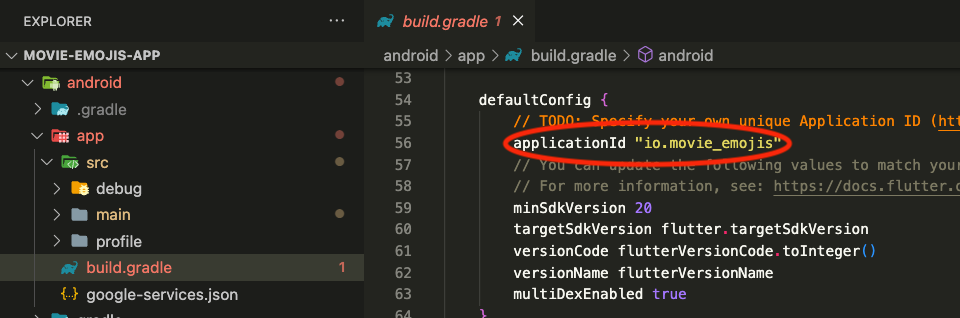 EXPLORER
MOVIE-EMOJIS-APP
android
.gradle
app
src
debug
main
profile
build.gradle 1
google-services.json
build.gradle 1
android > app > build.gradle > android
53
54 defaultConfig {
55 // TODO: Specify your own unique Application ID (
56 applicationId "io.movie_emojis"
57 // You can update the following values to match your
58 // For more information, see: https://docs.flutter.
59 minSdkVersion 20
60 targetSdkVersion flutter.targetSdkVersion
61 versionCode flutterVersionCode.toInteger()
62 versionName flutterVersionName
63 multiDexEnabled true
64 }